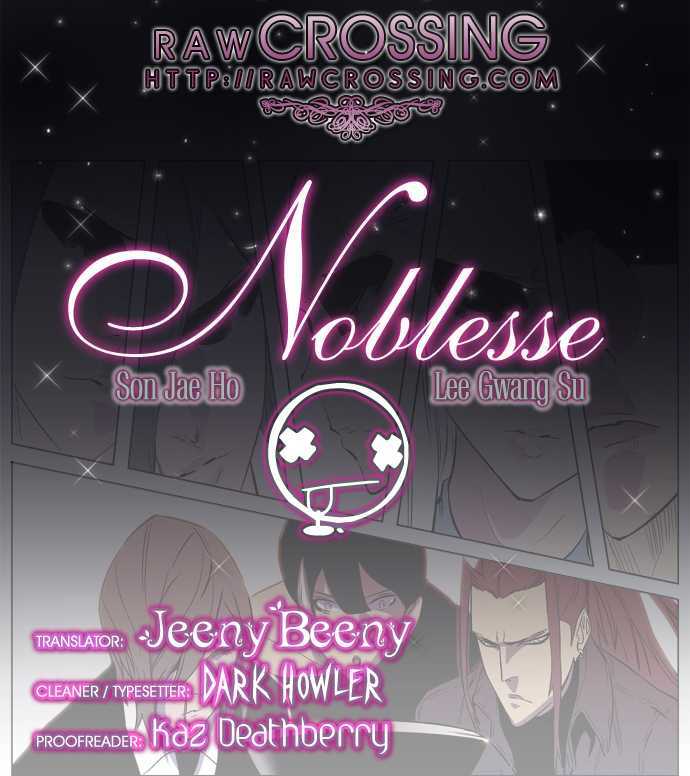 RAW CROSSING
HTTP://RAWCROSSING.COM
Noblesse
Son Jae Ho Lee Gwang Su
TRANSLATOR: Jeeny Beeny
CLEANER / TYPESETTER: DARK HOWLER
PROOFREADER: Kaz Deathberry